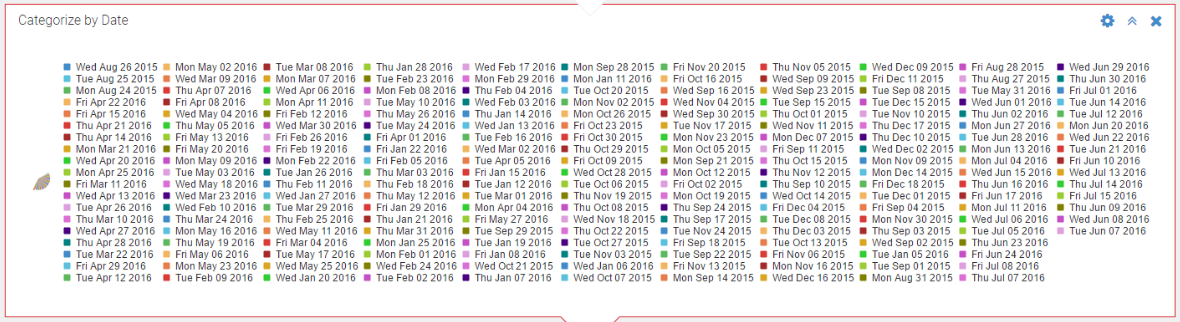 Categorize by Date
Wed Aug 26 2015 Mon May 02 2016 Tue Mar 08 2016 Thu Jan 28 2016 Wed Feb 17 2016 Mon Sep 28 2015 Fri Nov 20 2015 Thu Nov 05 2015 Wed Dec 09 2015 Fri Aug 28 2015 Wed Jun 29 2016
Tue Aug 25 2015 Wed Mar 09 2016 Mon Mar 07 2016 Tue Feb 23 2016 Mon Feb 29 2016 Mon Jan 11 2016 Fri Oct 16 2015 Wed Sep 09 2015 Fri Dec 11 2015 Thu Aug 27 2015 Thu Jun 30 2016
Mon Aug 24 2015 Thu Apr 07 2016 Wed Apr 06 2016 Mon Feb 08 2016 Thu Feb 04 2016 Tue Oct 20 2015 Wed Sep 16 2015 Wed Sep 23 2015 Tue Sep 08 2015 Tue May 31 2016 Fri Jul 01 2016
Fri Apr 22 2016 Fri Apr 08 2016 Mon Apr 11 2016 Tue May 10 2016 Wed Feb 03 2016 Mon Nov 02 2015 Wed Nov 04 2015 Tue Sep 15 2015 Tue Dec 15 2015 Wed Jun 01 2016 Tue Jun 14 2016
Fri Apr 15 2016 Wed May 04 2016 Fri Feb 12 2016 Thu May 26 2016 Thu Jan 14 2016 Mon Oct 26 2015 Wed Sep 30 2015 Thu Oct 01 2015 Tue Nov 10 2015 Thu Jun 02 2016 Tue Jul 12 2016
Thu Apr 21 2016 Thu May 05 2016 Wed Mar 30 2016 Tue May 24 2016 Wed Jan 13 2016 Fri Oct 23 2015 Tue Nov 17 2015 Wed Nov 11 2015 Thu Dec 17 2015 Mon Jun 27 2016 Mon Jun 20 2016
Thu Apr 14 2016 Fri May 13 2016 Fri Feb 26 2016 Fri Apr 01 2016 Tue Feb 16 2016 Fri Oct 30 2015 Mon Nov 23 2015 Mon Dec 07 2015 Thu Dec 10 2015 Tue Jun 28 2016 Wed Jun 22 2016
Mon Mar 21 2016 Fri May 20 2016 Fri Feb 19 2016 Fri Jan 22 2016 Wed Mar 02 2016 Thu Oct 29 2015 Mon Oct 05 2015 Fri Sep 11 2015 Wed Dec 02 2015 Mon Jun 13 2016 Tue Jun 21 2016
Wed Apr 20 2016 Mon May 09 2016 Mon Feb 22 2016 Fri Feb 05 2016 Tue Apr 05 2016 Fri Oct 09 2015 Mon Sep 21 2015 Thu Oct 15 2015 Mon Nov 09 2015 Mon Jul 04 2016 Fri Jun 10 2016
Mon Apr 25 2016 Tue May 03 2016 Tue Jan 26 2016 Thu Mar 03 2016 Fri Jan 15 2016 Wed Oct 28 2015 Mon Oct 12 2015 Thu Nov 12 2015 Mon Dec 14 2015 Wed Jun 15 2016 Wed Jul 13 2016
Fri Mar 11 2016 Wed May 18 2016 Thu Feb 11 2016 Thu Feb 18 2016 Tue Jan 12 2016 Tue Oct 06 2015 Fri Oct 02 2015 Thu Sep 10 2015 Fri Dec 18 2015 Thu Jun 16 2016 Thu Jul 14 2016
Wed Apr 13 2016 Wed Mar 23 2016 Wed Jan 27 2016 Thu May 12 2016 Tue Mar 01 2016 Thu Nov 19 2015 Mon Oct 19 2015 Wed Oct 14 2015 Tue Dec 01 2015 Fri Jun 17 2016 Fri Jul 15 2016
Tue Apr 26 2016 Thu Feb 10 2016 Tue Mar 29 2016 Fri Jan 29 2016 Mon Apr 04 2016 Thu Oct 08 2015 Thu Sep 24 2015 Fri Dec 04 2015 Fri Sep 04 2015 Mon Jul 11 2016 Thu Jun 09 2016
Thu Mar 10 2016 Thu Mar 24 2016 Thu Feb 25 2016 Thu Jan 21 2016 Fri May 27 2016 Wed Nov 18 2015 Thu Sep 17 2015 Tue Dec 08 2015 Mon Nov 30 2015 Wed Jul 06 2016 Wed Jun 08 2016
Wed Apr 27 2016 Mon May 16 2016 Wed May 11 2016 Thu Mar 31 2016 Tue Sep 29 2015 Thu Oct 22 2015 Tue Nov 24 2015 Thu Dec 03 2015 Thu Sep 03 2015 Tue Jul 05 2016 Tue Jun 07 2016
Thu Apr 28 2016 Thu May 19 2016 Fri Mar 04 2016 Mon Jan 25 2016 Tue Jan 19 2016 Tue Oct 27 2015 Fri Sep 18 2015 Tue Oct 13 2015 Wed Sep 02 2015 Thu Jun 23 2016
Tue Mar 22 2016 Fri May 06 2016 Tue May 17 2016 Mon Feb 01 2016 Fri Jan 08 2016 Tue Nov 03 2015 Tue Sep 22 2015 Fri Nov 06 2015 Tue Jan 05 2016 Fri Jun 24 2016
Fri Apr 29 2016 Mon May 23 2016 Wed May 25 2016 Wed Feb 24 2016 Wed Oct 21 2015 Wed Jan 06 2016 Fri Nov 13 2015 Mon Nov 16 2015 Tue Sep 01 2015 Fri Jul 08 2016
Tue Apr 12 2016 Tue Feb 09 2016 Wed Jan 20 2016 Tue Feb 02 2016 Thu Jan 07 2016 Wed Oct 07 2015 Mon Sep 14 2015 Wed Dec 16 2015 Mon Aug 31 2015 Thu Jul 07 2016